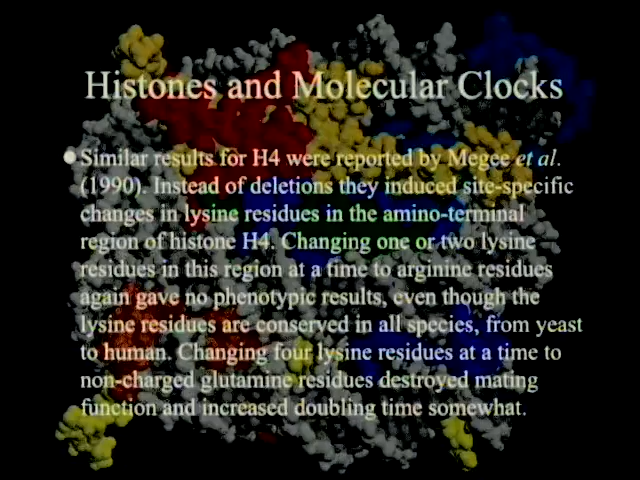 Histones and Molecular Clocks
Similar results for H4 were reported by Megee et al.
(1990). Instead of deletions they induced site-specific
changes in lysine residues in the amino-terminal
region of histone H4. Changing one or two lysine
residues in this region at a time to arginine residues
again gave no phenotypic results, even though the
lysine residues are conserved in all species, from yeast
to human. Changing four lysine residues at a time to
non-charged glutamine residues destroyed mating
function and increased doubling time somewhat.